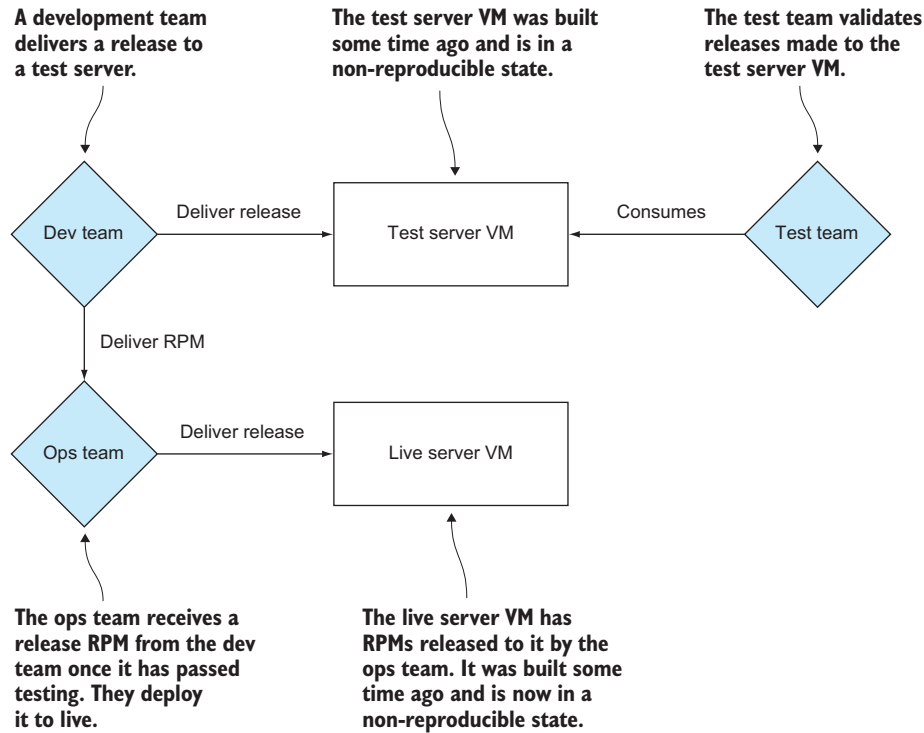 A development team
delivers a release to
a test server.
The test server VM was built
some time ago and is in a
non-reproducible state.
The test team validates
releases made to the
test server VM.
Dev team
Deliver release
Test server VM
Consumes
Test team
Deliver RPM
Ops team
Deliver release
Live server VM
The ops team receives a
release RPM from the dev
team once it has passed
testing. They deploy
it to live.
The live server VM has
RPMs released to it by the
ops team. It was built some
time ago and is now in a
non-reproducible state.